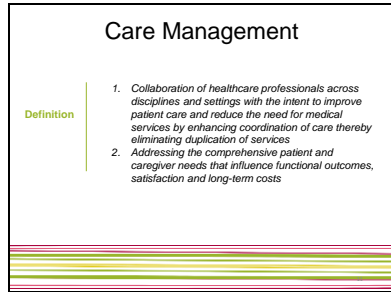 Care Management
Definition
1. Collaboration of healthcare professionals across
disciplines and settings with the intent to improve
patient care and reduce the need for medical
services by enhancing coordination of care thereby
eliminating duplication of services
2. Addressing the comprehensive patient and
caregiver needs that influence functional outcomes,
satisfaction and long-term costs